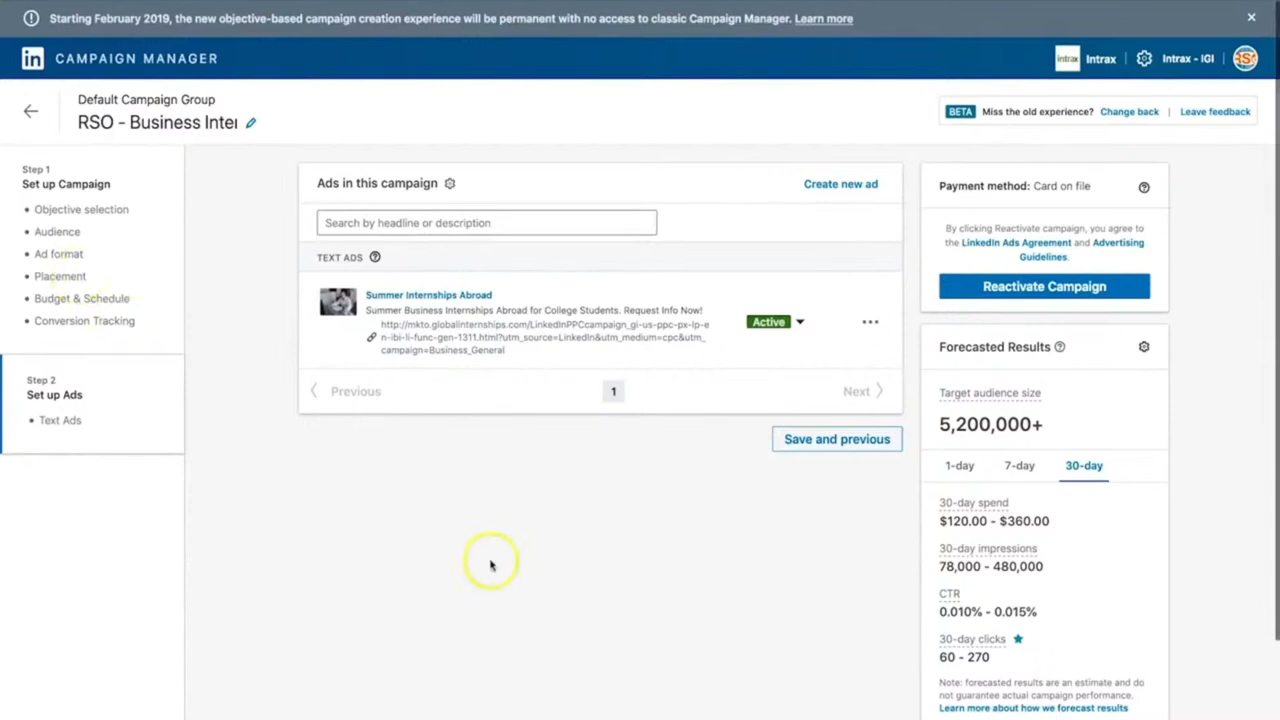 Starting February 2019, the new objective-based campaign creation experience will be permanent with no access to classic Campaign Manager. Learn more
in CAMPAIGN MANAGER
intrax Intrax Intrax - IGI
Default Campaign Group
RSO - Business Inter
BETA Miss the old experience? Change back | Leave feedback
Step 1
Set up Campaign
• Objective selection
• Audience
• Ad format
• Placement
• Budget & Schedule
• Conversion Tracking
Step 2
Set up Ads
• Text Ads
Ads in this campaign
Create new ad
Search by headline or description
TEXT ADS
Summer Internships Abroad
Summer Business Internships Abroad for College Students. Request Info Now!
http://mkto.globalinternships.com/LinkedInPPCcampaign_gi-us-ppc-px-lp-e
n-ibi-li-func-gen-1311.html?utm_source=LinkedIn&utm_medium=cpc&utm_
campaign=Business_General
Active
Previous
1
Next
Save and previous
Payment method: Card on file
By clicking Reactivate campaign, you agree to
the LinkedIn Ads Agreement and Advertising
Guidelines.
Reactivate Campaign
Forecasted Results
Target audience size
5,200,000+
1-day 7-day 30-day
30-day spend
$120.00 - $360.00
30-day impressions
78,000 - 480,000
CTR
0.010% - 0.015%
30-day clicks
60 - 270
Note: forecasted results are an estimate and do
not guarantee actual campaign performance.
Learn more about how we forecast results